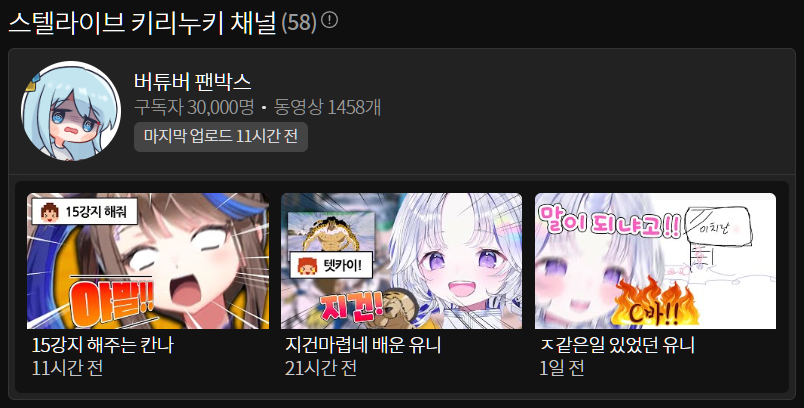 스텔라이브 키리누키 채널 (58)
버튜버 팬박스
구독자 30,000명 • 동영상 1458개
마지막 업로드 11시간 전
15강지 해줘
야발!!
텟카이!
지건!
말이 되냐고!!
미친날
C바!!
15강지 해주는 칸나
지건마렵네 배운 유니
ㅈ같은일 있었던 유니
11시간 전
21시간 전
1일 전